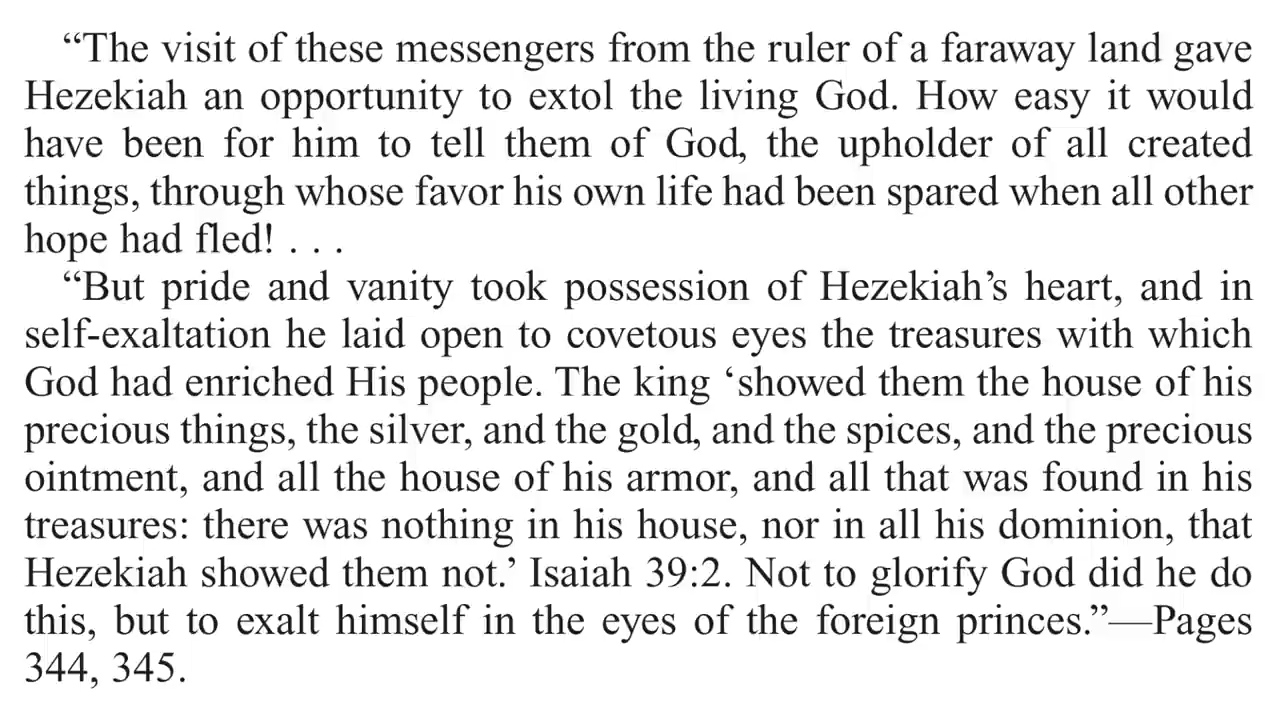 “The visit of these messengers from the ruler of a faraway land gave
Hezekiah an opportunity to extol the living God. How easy it would
have been for him to tell them of God, the upholder of all created
things, through whose favor his own life had been spared when all other
hope had fled! . . .
“But pride and vanity took possession of Hezekiah’s heart, and in
self-exaltation he laid open to covetous eyes the treasures with which
God had enriched His people. The king ‘showed them the house of his
precious things, the silver, and the gold, and the spices, and the precious
ointment, and all the house of his armor, and all that was found in his
treasures: there was nothing in his house, nor in all his dominion, that
Hezekiah showed them not.’ Isaiah 39:2. Not to glorify God did he do
this, but to exalt himself in the eyes of the foreign princes.”—Pages
344, 345.